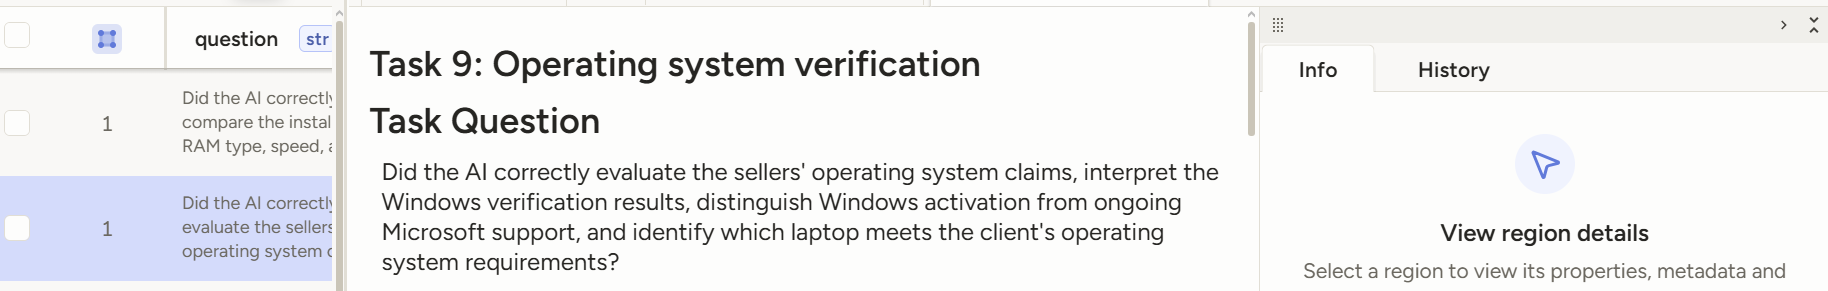 question str
1
Did the AI correctly
compare the instal
RAM type, speed,
1
Did the AI correctly
evaluate the sellers
operating system
Task 9: Operating system verification
Task Question
Did the AI correctly evaluate the sellers' operating system claims, interpret the
Windows verification results, distinguish Windows activation from ongoing
Microsoft support, and identify which laptop meets the client's operating
system requirements?
Info History
View region details
Select a region to view its properties, metadata and